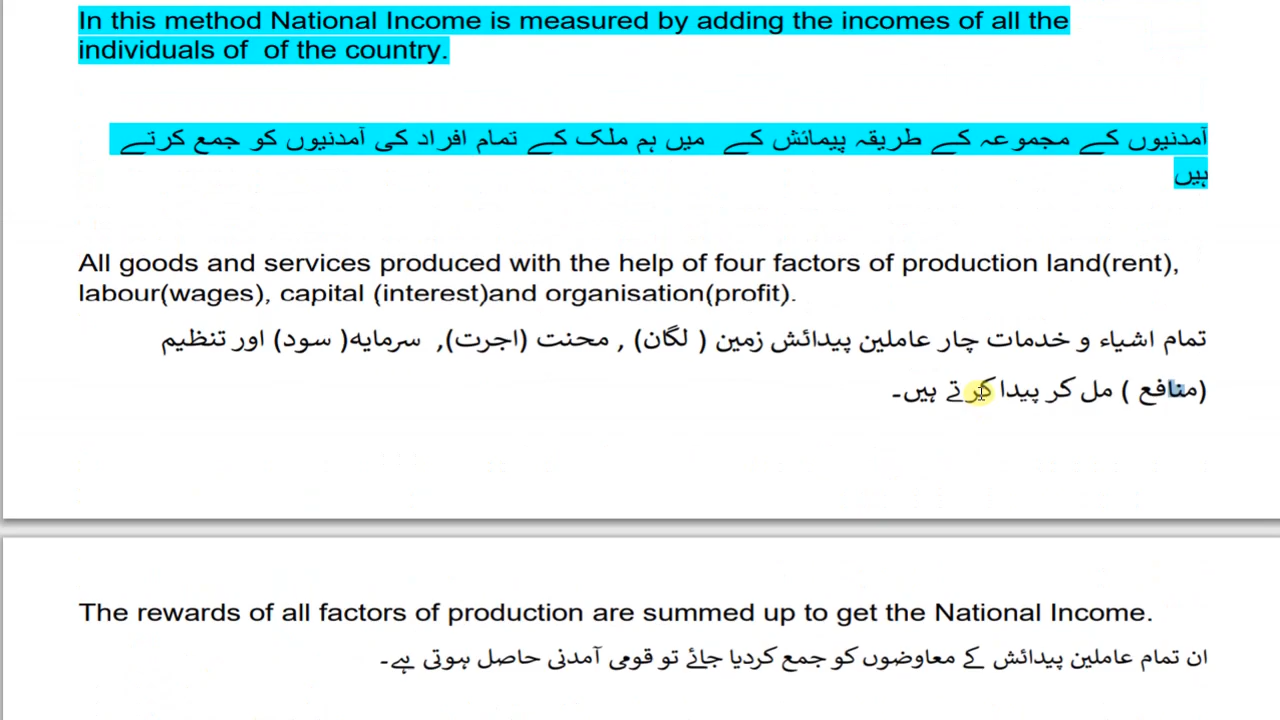 In this method National Income is measured by adding the incomes of all the
individuals of  of the country.
آمدنیوں کے مجموعہ کے طریقہ پیمائش کے  میں ہم ملک کے تمام افراد کی آمدنیوں کو جمع کرتے
ہیں
All goods and services produced with the help of four factors of production land(rent),
labour(wages), capital (interest)and organisation(profit).
تمام اشیاء و خدمات چار عاملین پیدائش زمین ( لگان) , محنت (اجرت), سرمایہ( سود) اور تنظیم
(منافع ) مل کر پیدا کرتے ہیں۔
The rewards of all factors of production are summed up to get the National Income.
ان تمام عاملین پیدائش کے معاوضوں کو جمع کردیا جائے تو قومی آمدنی حاصل ہوتی ہے۔